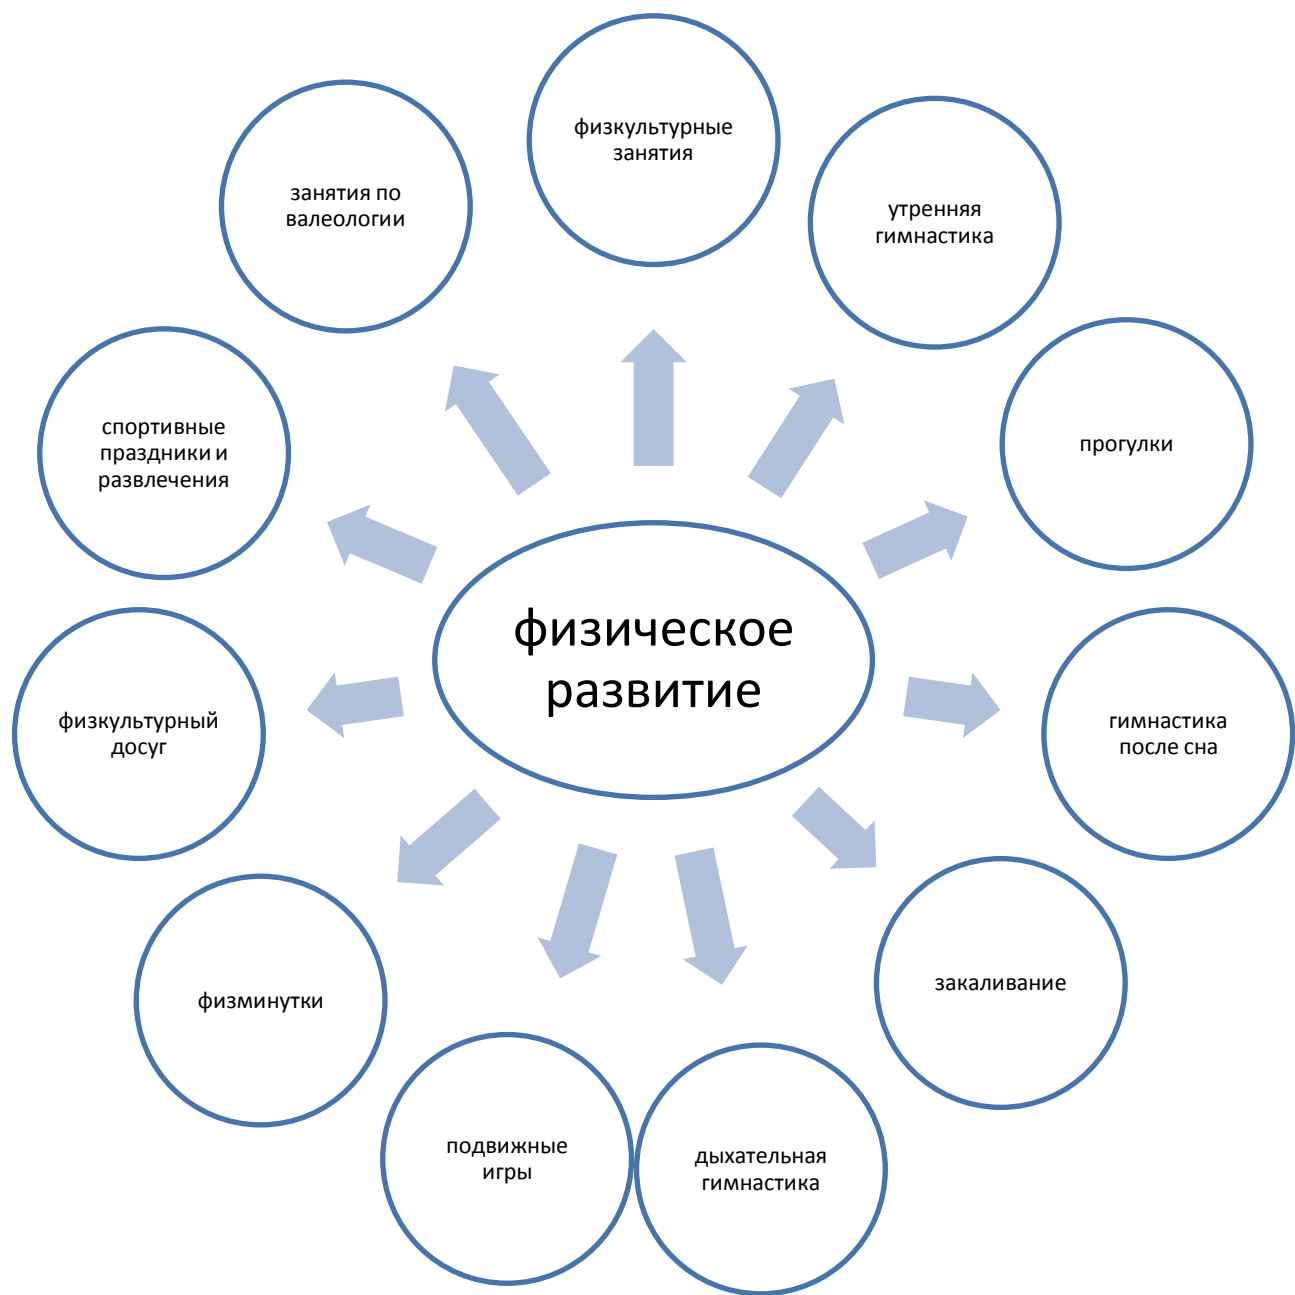 физкультурные
занятия
утренняя
гимнастика
прогулки
гимнастика
после сна
закаливание
дыхательная
гимнастика
подвижные
игры
физминутки
физкультурный
досуг
спортивные
праздники и
развлечения
занятия по
валеологии
физическое
развитие